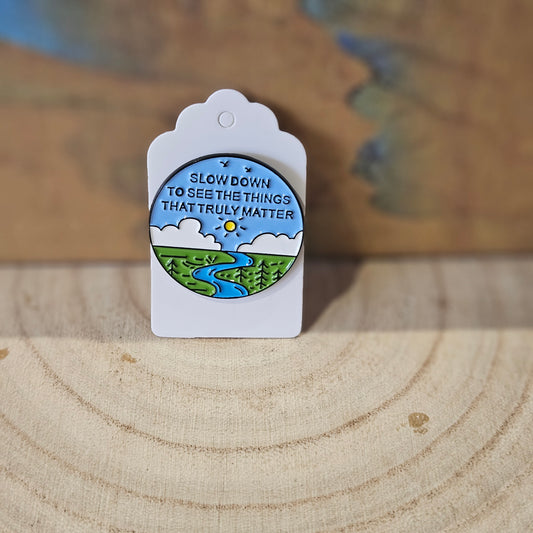 SLOW DOWN
TO SEE THE THINGS
THAT TRULY MATTER